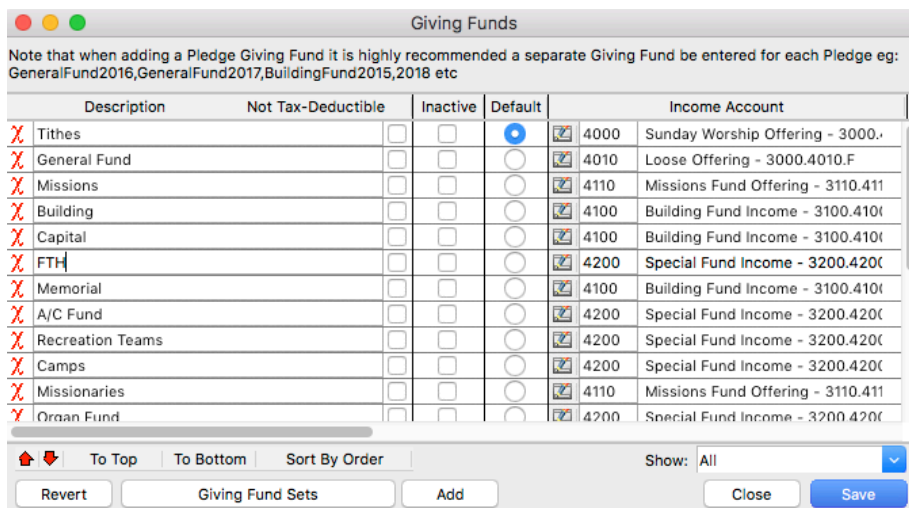 Giving Funds
Note that when adding a Pledge Giving Fund it is highly recommended a separate Giving Fund be entered for each Pledge eg:
GeneralFund2016,GeneralFund2017,BuildingFund2015,2018 etc
Description Not Tax-Deductible Inactive Default Income Account
Tithes 4000 Sunday Worship Offering - 3000.
General Fund 4010 Loose Offering - 3000.4010.F
Missions 4110 Missions Fund Offering - 3110.411
Building 4100 Building Fund Income - 3100.410
Capital 4100 Building Fund Income - 3100.410
FTH 4200 Special Fund Income - 3200.420
Memorial 4100 Building Fund Income - 3100.410
A/C Fund 4200 Special Fund Income - 3200.420
Recreation Teams 4200 Special Fund Income - 3200.420
Camps 4200 Special Fund Income - 3200.420
Missionaries 4110 Missions Fund Offering - 3110.411
Organ Fund 4200 Special Fund Income - 3200.420
To Top To Bottom Sort By Order Show: All
Revert Giving Fund Sets Add Close Save